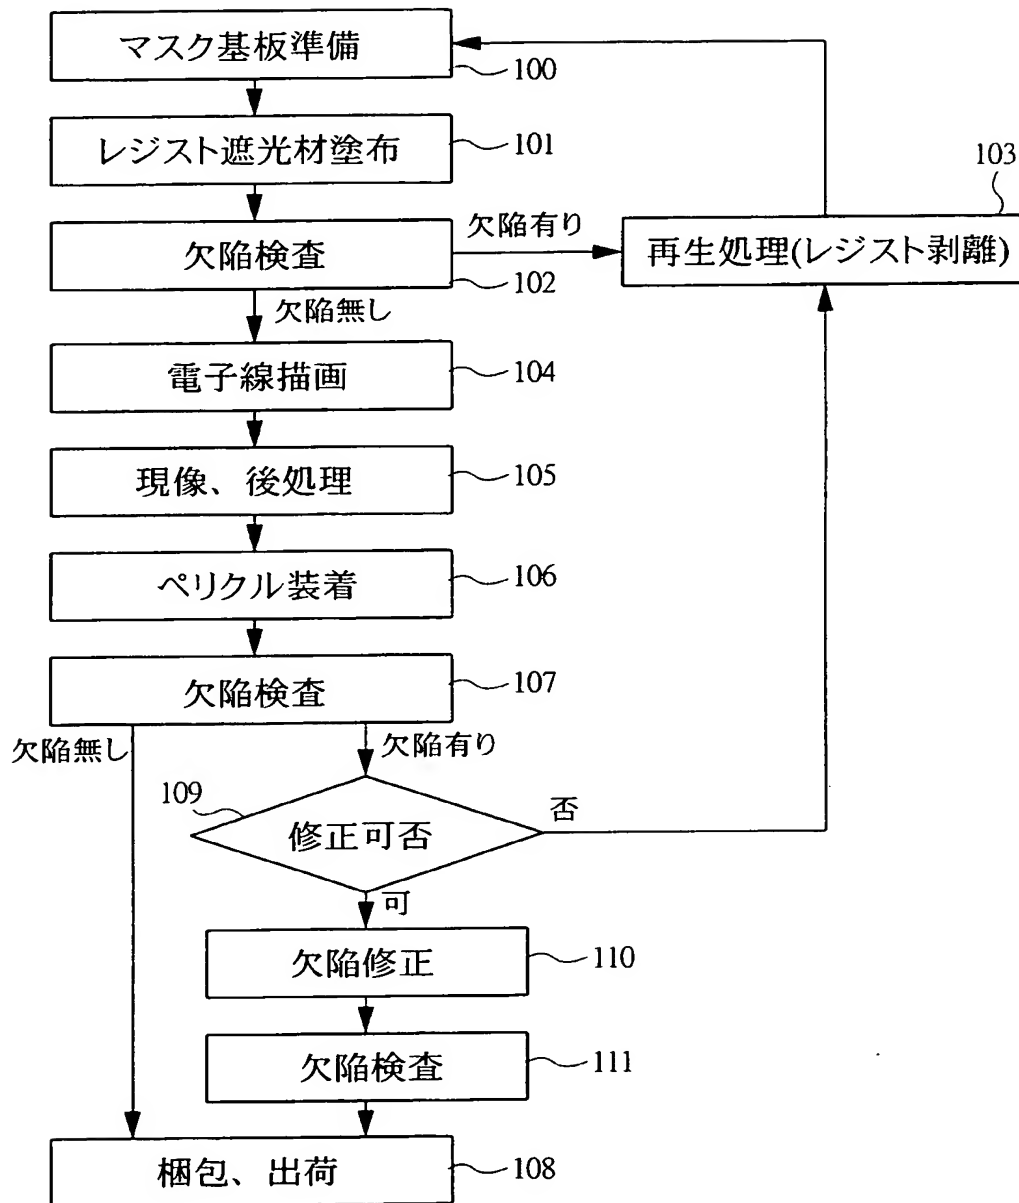 マスク基板準備
100
レジスト遮光材塗布
101
103
欠陥検査
102
欠陥有り
再生処理(レジスト剥離)
欠陥無し
電子線描画
104
現像、後処理
105
ペリクル装着
106
欠陥検査
107
欠陥無し
欠陥有り
109
修正可否
否
可
欠陥修正
110
欠陥検査
111
梱包、出荷
108